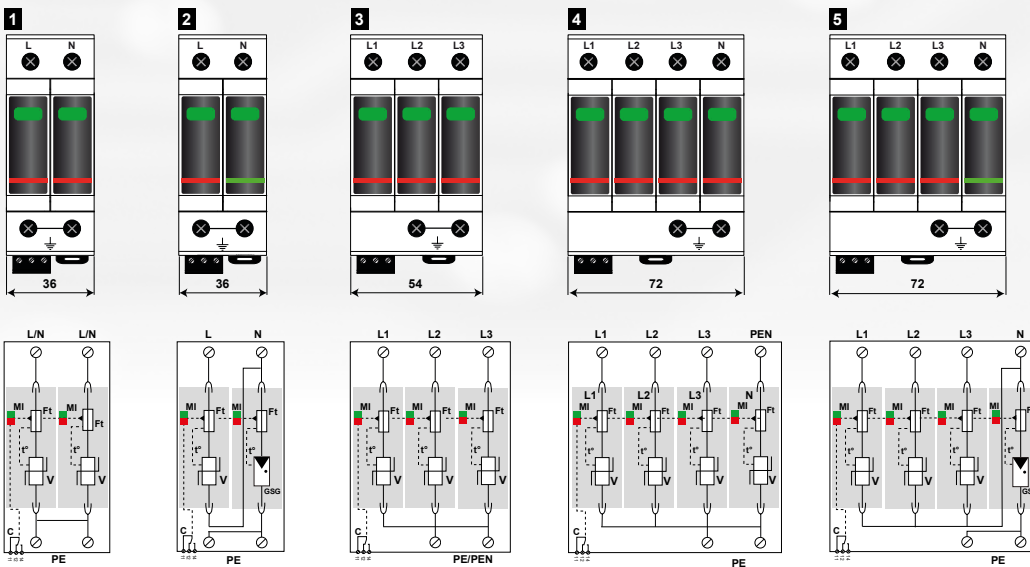 1 2 3 4 5
L N L N L1 L2 L3 L1 L2 L3 N L1 L2 L3 N
36 36 54 72 72
L/N L/N L N L1 L2 L3 L1 L2 L3 PEN L1 L2 L3 N
L1 L2 L3 N
MI Ft MI Ft MI Ft MI Ft MI Ft MI Ft MI Ft MI Ft MI Ft MI Ft MI Ft MI Ft MI Ft MI Ft MI Ft
t° t° t° t° t° t° t° t° t° t° t° t° t° t° t°
V V V GSG V V V V V V V V V V GSG
C C C C C
PE PE PE/PEN PE PE